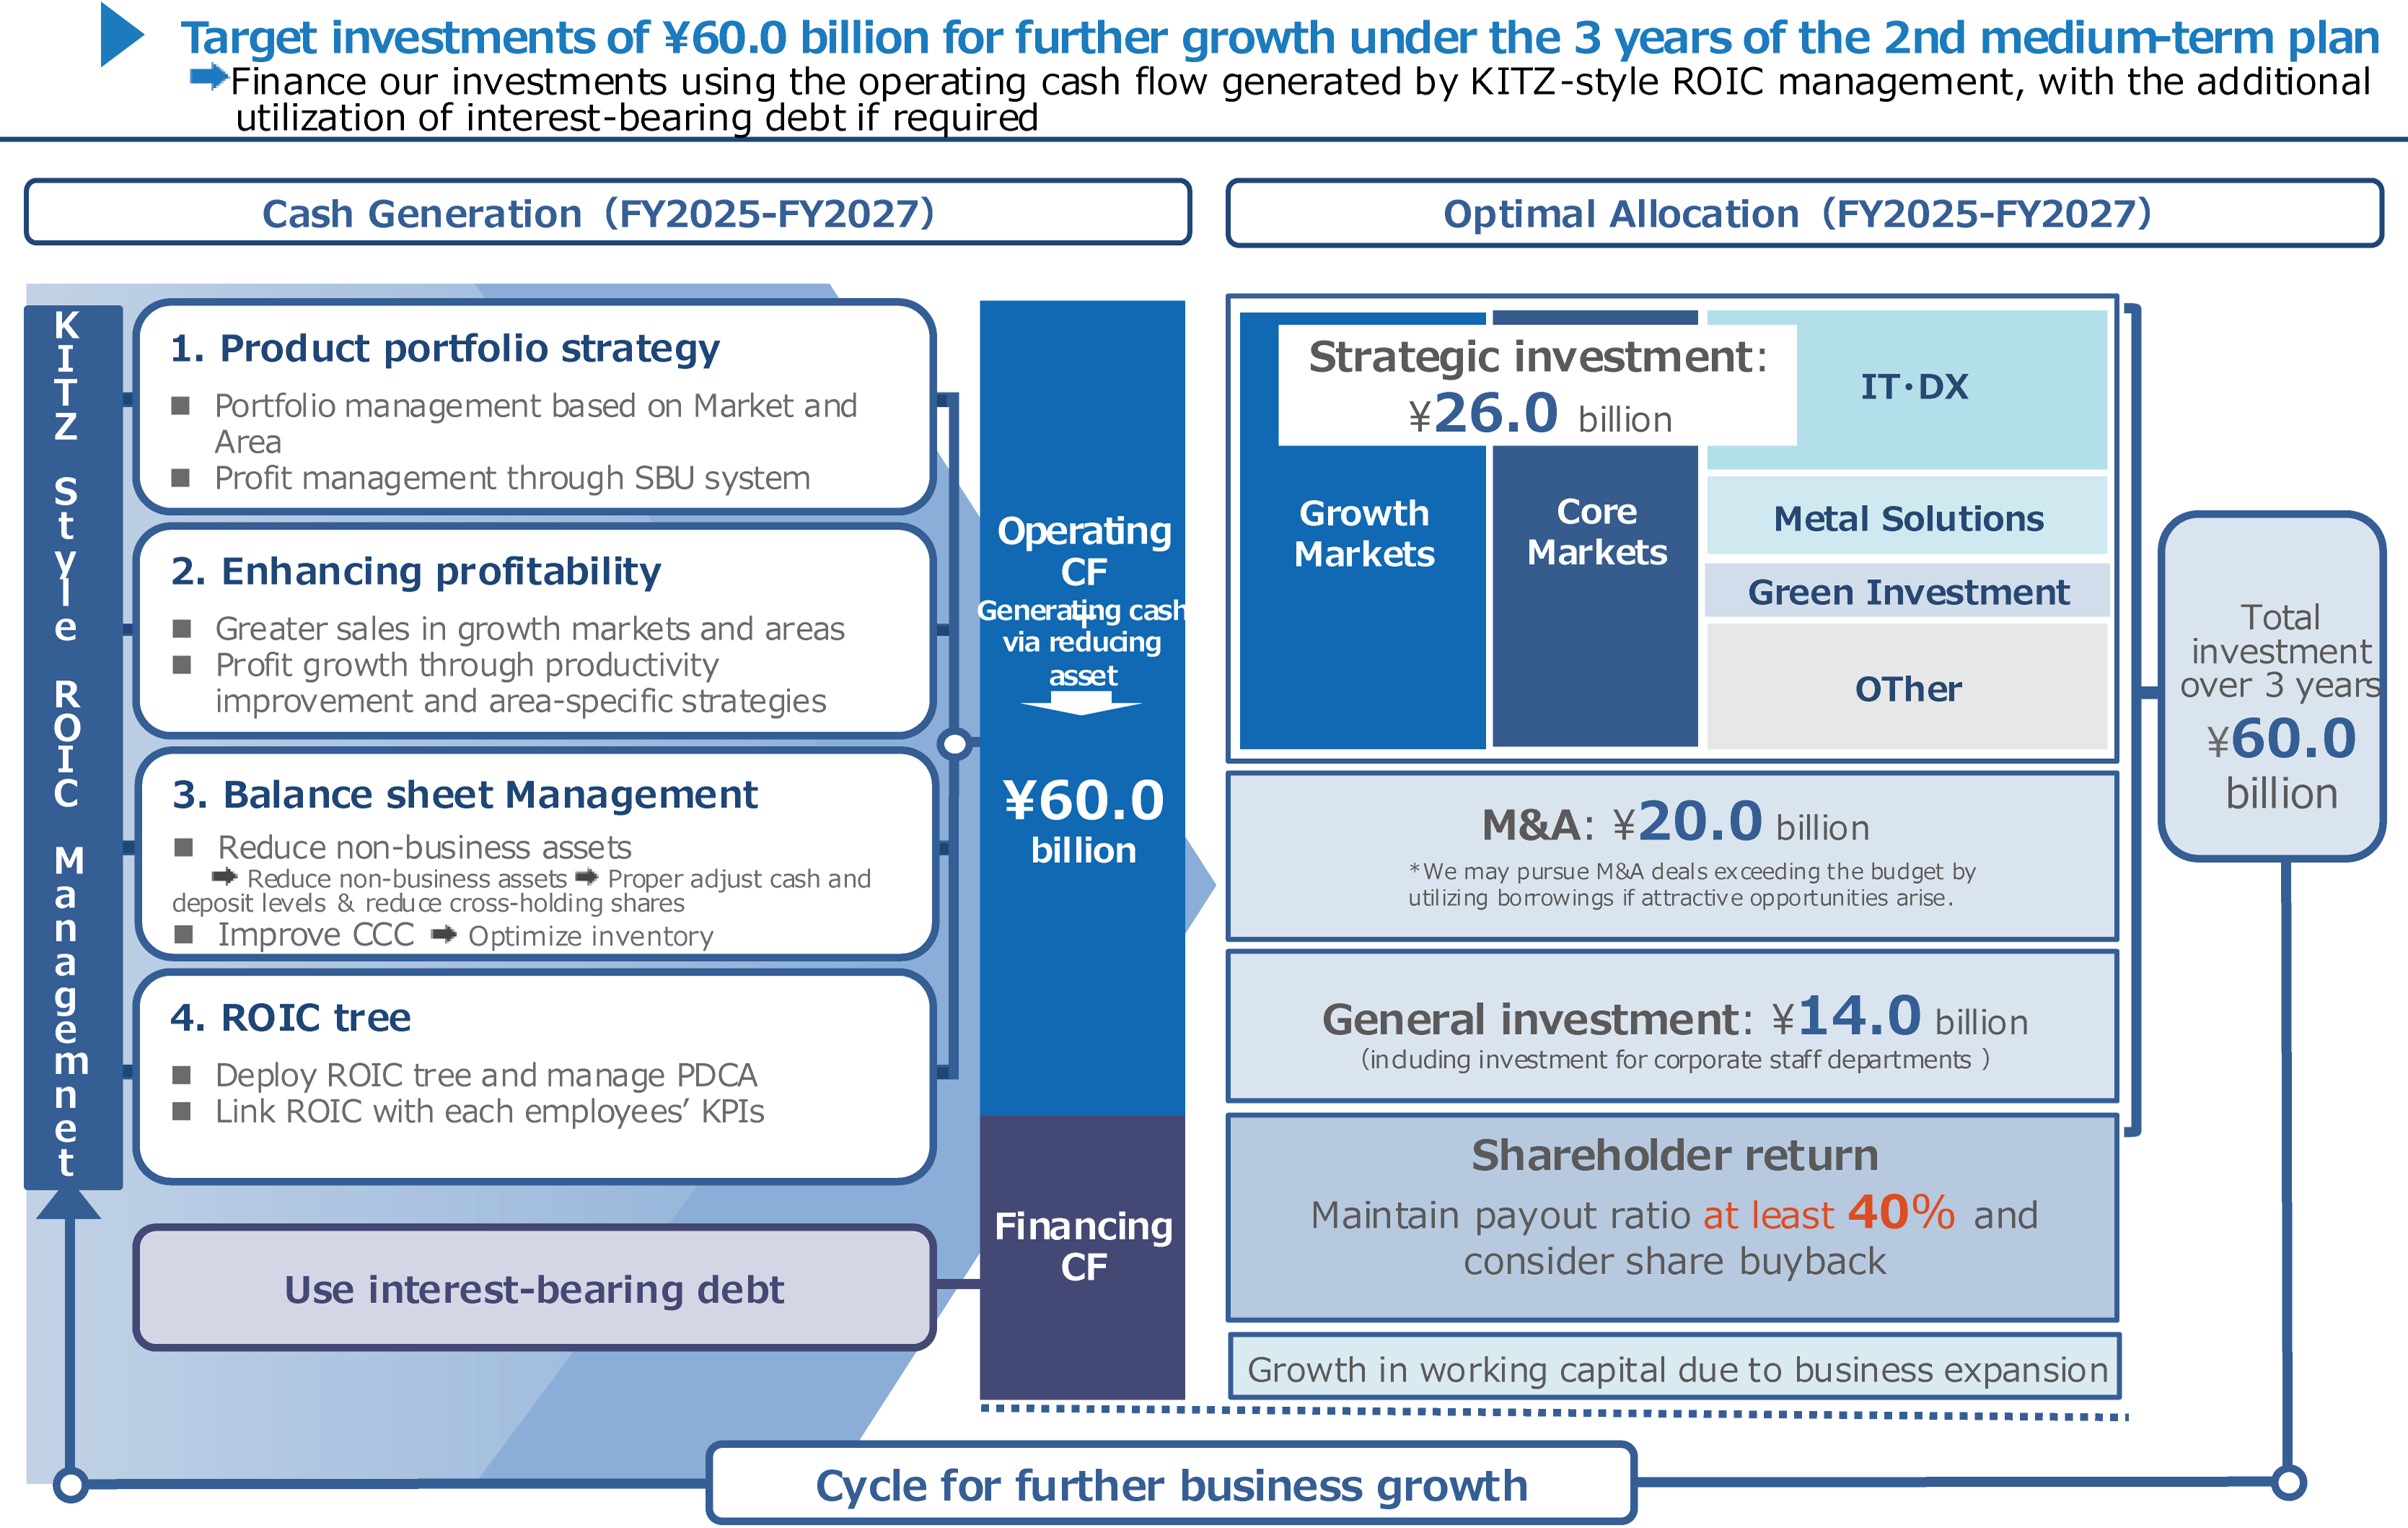 Target investments of ¥60.0 billion for further growth under the 3 years of the 2nd medium-term plan
Finance our investments using the operating cash flow generated by KITZ-style ROIC management, with the additional
utilization of interest-bearing debt if required
Cash Generation（FY2025-FY2027）
Optimal Allocation（FY2025-FY2027）
KITZ Style ROIC Management
1. Product portfolio strategy
■ Portfolio management based on Market and
Area
■ Profit management through SBU system
2. Enhancing profitability
■ Greater sales in growth markets and areas
■ Profit growth through productivity
improvement and area-specific strategies
3. Balance sheet Management
■ Reduce non-business assets
➡ Reduce non-business assets ➡ Proper adjust cash and
deposit levels & reduce cross-holding shares
■ Improve CCC ➡ Optimize inventory
4. ROIC tree
■ Deploy ROIC tree and manage PDCA
■ Link ROIC with each employees’ KPIs
Use interest-bearing debt
Operating
CF
+
Generating cash
via reducing
asset
¥60.0
billion
Financing
CF
Strategic investment:
¥26.0 billion
Growth
Markets
Core
Markets
IT･DX
Metal Solutions
Green Investment
OTher
M&A: ¥20.0 billion
*We may pursue M&A deals exceeding the budget by
utilizing borrowings if attractive opportunities arise.
General investment: ¥14.0 billion
（including investment for corporate staff departments ）
Shareholder return
Maintain payout ratio at least 40% and
consider share buyback
Growth in working capital due to business expansion
Total
investment
over 3 years
¥60.0
billion
Cycle for further business growth